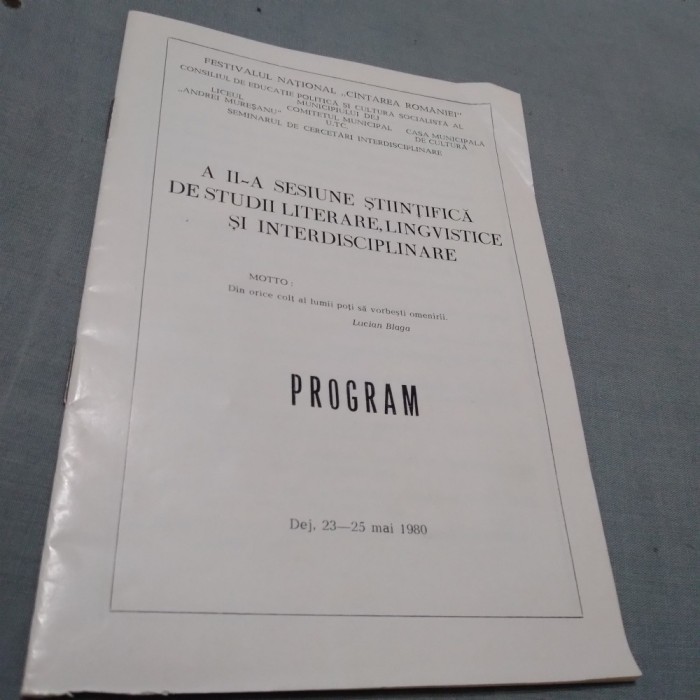 FESTIVALUL NAȚIONAL „CÎNTAREA ROMÂNIEI"
CONSILIUL DE EDUCAȚIE POLITICĂ ȘI CULTURĂ SOCIALISTĂ AL
MUNICIPIULUI DEJ
LICEUL
„ANDREI MUREȘANU"
COMITETUL MUNICIPAL
U.T.C.
CASA MUNICIPALĂ
DE CULTURĂ
SEMINARUL DE CERCETĂRI INTERDISCIPLINARE
A II-A SESIUNE ȘTIINȚIFICĂ
DE STUDII LITERARE, LINGVISTICE
ȘI INTERDISCIPLINARE
MOTTO:
Din orice colț al lumii poți să vorbești omenirii.
Lucian Blaga
PROGRAM
Dej, 23—25 mai 1980